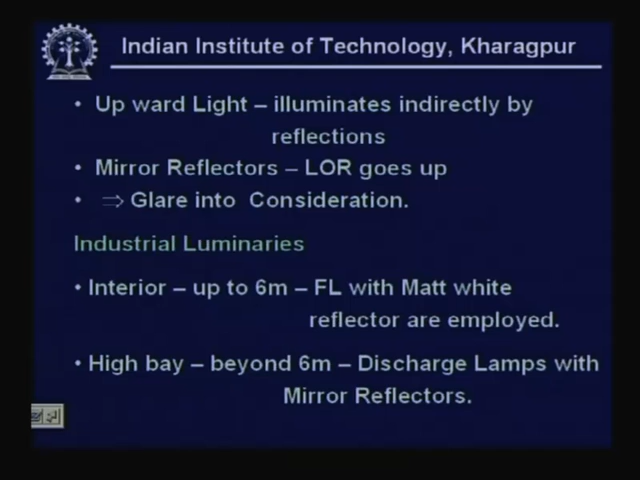 Indian Institute of Technology, Kharagpur
• Up ward Light – illuminates indirectly by
reflections
• Mirror Reflectors – LOR goes up
• ⇒ Glare into Consideration.
Industrial Luminaries
• Interior – up to 6m – FL with Matt white
reflector are employed.
• High bay – beyond 6m – Discharge Lamps with
Mirror Reflectors.